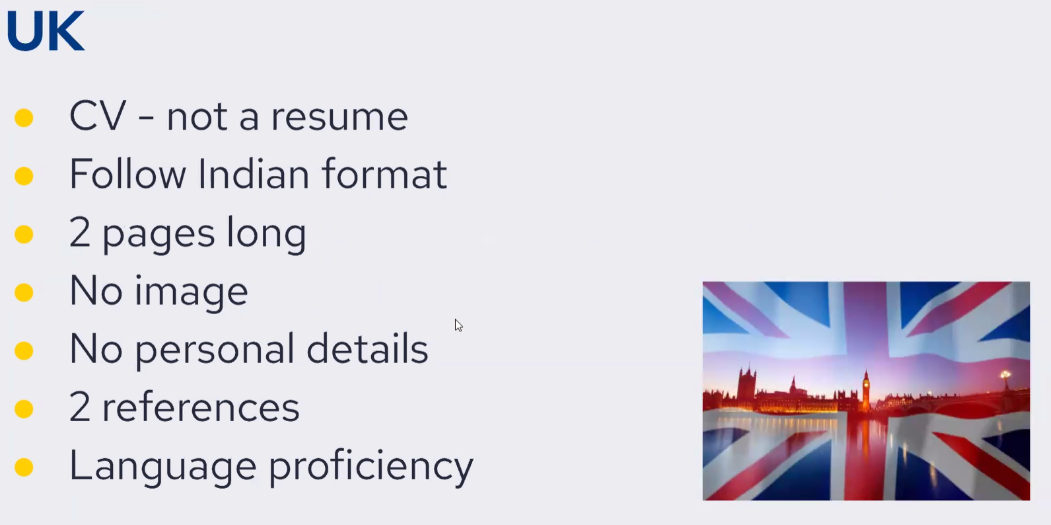 UK
CV - not a resume
Follow Indian format
2 pages long
No image
No personal details
2 references
Language proficiency